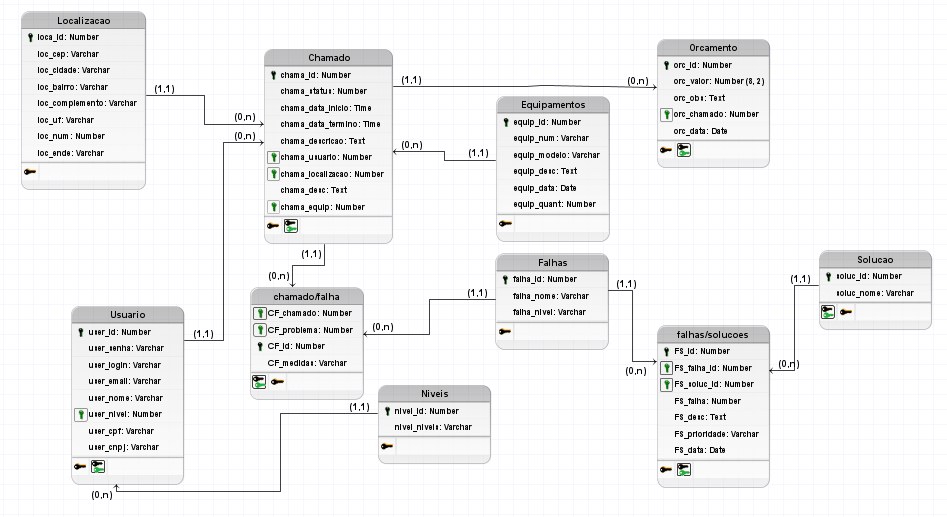 Localizacao
loca_id: Number
loc_cep: Varchar
loc_cidade: Varchar
loc_bairro: Varchar
loc_complemento: Varchar
loc_uf: Varchar
loc_num: Number
loc_ende: Varchar
(1,1)
(0,n)
(0,n)
Chamado
chama_id: Number
chama_status: Number
chama_data_inicio: Time
chama_data_termino: Time
chama_descricao: Text
chama_usuario: Number
chama_localizacao: Number
chama_desc: Text
chama_equip: Number
(1,1)
(0,n)
Orcamento
orc_id: Number
orc_valor: Number (8, 2)
orc_obs: Text
orc_chamado: Number
orc_data: Date
Equipamentos
equip_id: Number
equip_num: Varchar
equip_modelo: Varchar
equip_desc: Text
equip_data: Date
equip_quant: Number
(0,n)
(1,1)
(1,1)
(0,n)
chamado/falha
CF_chamado: Number
CF_problema: Number
CF_id: Number
CF_medidas: Varchar
Falhas
falha_id: Number
falha_nome: Varchar
falha_nivel: Varchar
(1,1)
(0,n)
(1,1)
(0,n)
Solucao
soluc_id: Number
soluc_nome: Varchar
(1,1)
(0,n)
falhas/solucoes
FS_id: Number
FS_falha_id: Number
FS_soluc_id: Number
FS_falha: Number
FS_desc: Text
FS_prioridade: Varchar
FS_data: Date
Usuario
user_id: Number
user_senha: Varchar
user_login: Varchar
user_email: Varchar
user_nome: Varchar
user_nivel: Number
user_cpf: Varchar
user_cnpj: Varchar
(1,1)
(0,n)
Niveis
nivel_id: Number
nivel_niveis: Varchar
(1,1)